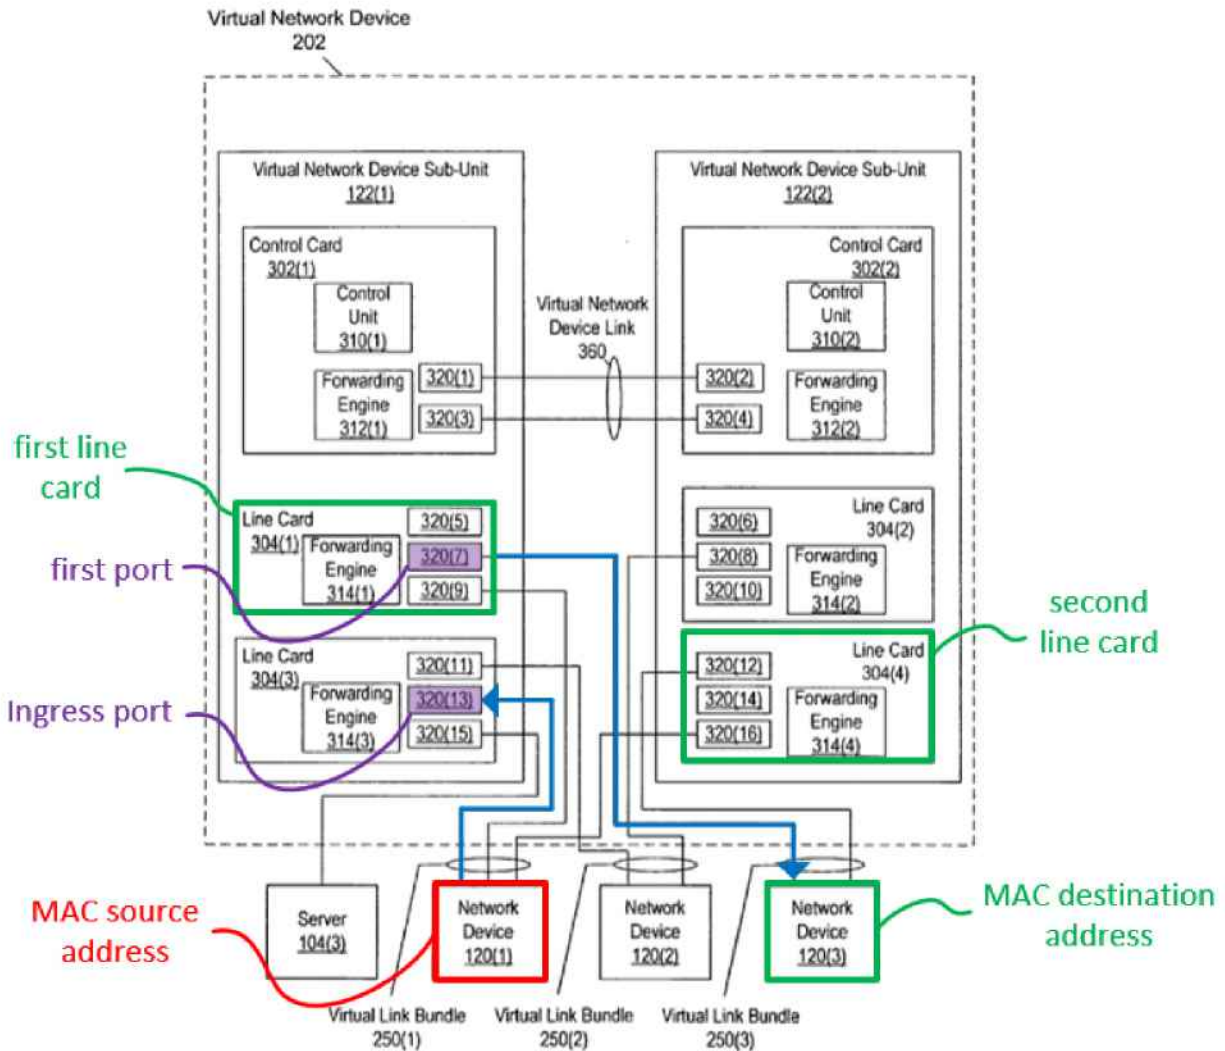 Virtual Network Device
202
Virtual Network Device Sub-Unit
122(1)
Control Card
302(1)
Control
Unit
310(1)
Forwarding
Engine
312(1)
320(1)
320(3)
Virtual Network
Device Link
360
Virtual Network Device Sub-Unit
122(2)
Control Card
302(2)
Control
Unit
310(2)
320(2)
320(4)
Forwarding
Engine
312(2)
first line
card
Line Card
304(1)
Forwarding
Engine
314(1)
320(5)
320(7)
320(9)
first port
320(6)
320(8)
320(10)
Line Card
304(2)
Forwarding
Engine
314(2)
second
line card
Line Card
304(3)
Forwarding
Engine
314(3)
320(11)
320(13)
320(15)
Ingress port
320(12)
320(14)
320(16)
Line Card
304(4)
Forwarding
Engine
314(4)
MAC source
address
Server
104(3)
Network
Device
120(1)
Network
Device
120(2)
Network
Device
120(3)
MAC destination
address
Virtual Link Bundle
250(1)
Virtual Link Bundle
250(2)
Virtual Link Bundle
250(3)